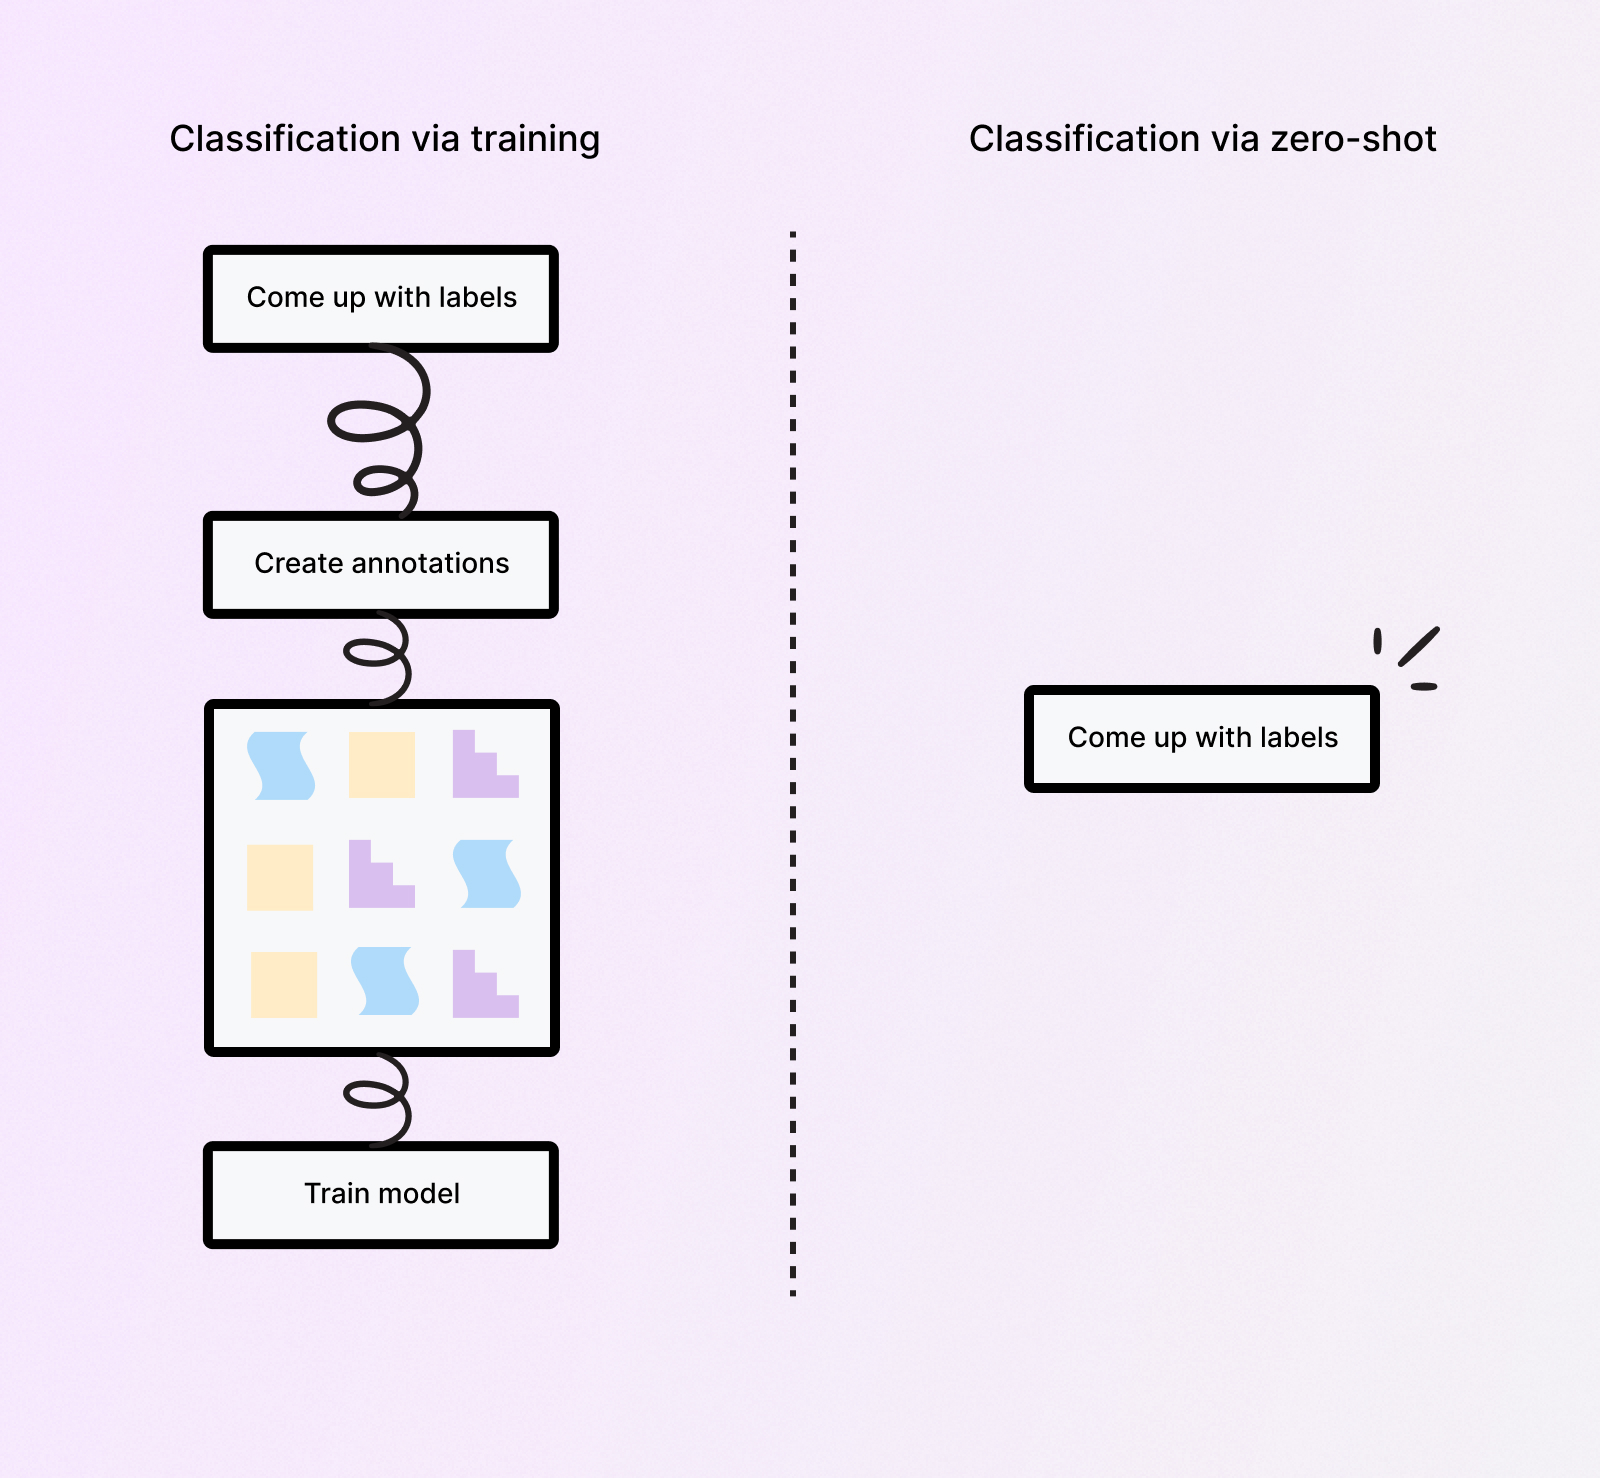 Classification via training
Come up with labels
Create annotations
Train model
Classification via zero-shot
Come up with labels